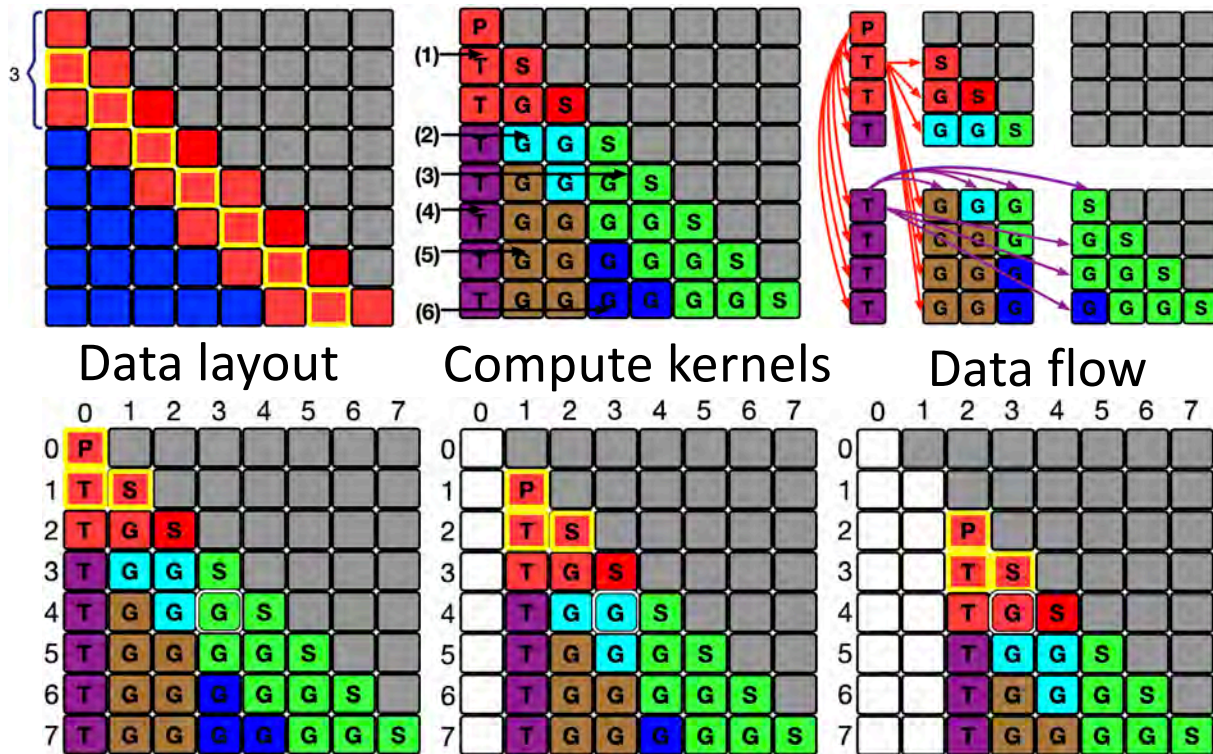 3
P
(1) T S
T G S
(2) T G G S
(3) T G G G S
(4) T G G G G S
(5) T G G G G G S
(6) T G G G G G G S
P
T S
T G S
T G G S
T G G G S
T G G G G S
T G G G G G S
T G G G G G G S
Data layout
Compute kernels
Data flow
0 1 2 3 4 5 6 7
0 P
1 T S
2 T G S
3 T G G S
4 T G G G S
5 T G G G G S
6 T G G G G G S
7 T G G G G G G S
0 1 2 3 4 5 6 7
0
1 P
2 T S
3 T G S
4 T G G S
5 T G G G S
6 T G G G G S
7 T G G G G G S
0 1 2 3 4 5 6 7
0
1
2 P
3 T S
4 T G S
5 T G G S
6 T G G G S
7 T G G G G S